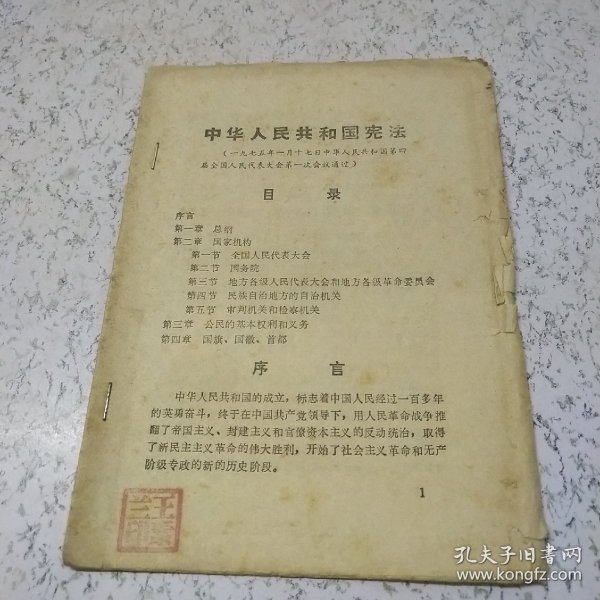 中华人民共和国宪法
(一九七五年一月十七日中华人民共和国第四
届全国人民代表大会第一次会议通过)
目 录
序言
第一章 总纲
第二章 国家机构
第一节 全国人民代表大会
第二节 国务院
第三节 地方各级人民代表大会和地方各级革命委员会
第四节 民族自治地方的自治机关
第五节 审判机关和检察机关
第三章 公民的基本权利和义务
第四章 国旗、国徽、首都
序 言
中华人民共和国的成立，标志着中国人民经过一百多年
的英勇奋斗，终于在中国共产党领导下，用人民革命战争推
翻了帝国主义、封建主义和官僚资本主义的反动统治，取得
了新民主主义革命的伟大胜利，开始了社会主义革命和无产
阶级专政的新的历史阶段。
1
王
兰印
孔夫子旧书网
www.kongfz.com